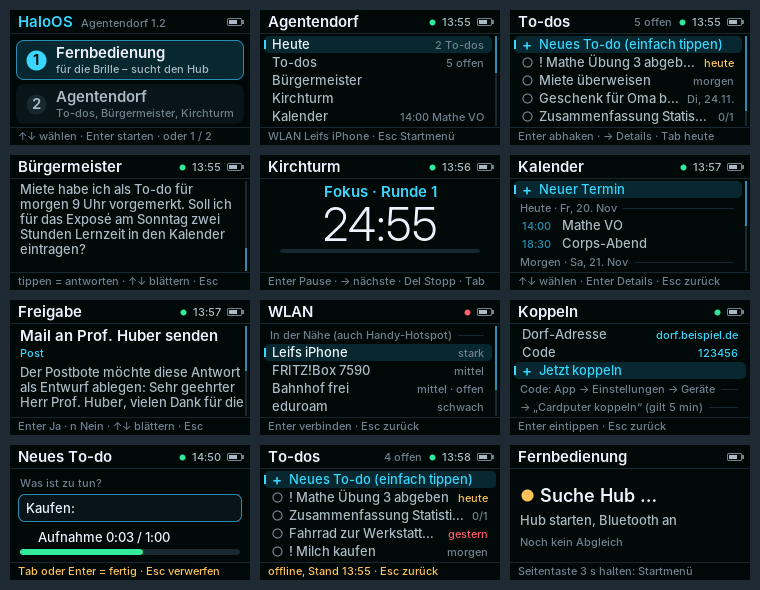 HaloOS Agentendorf 1.2
1 Fernbedienung
für die Brille – sucht den Hub
2 Agentendorf
To-dos, Bürgermeister, Kirchturm
↑↓ wählen · Enter starten · oder 1 / 2
Agentendorf 13:55
Heute 2 To-dos
To-dos 5 offen
Bürgermeister
Kirchturm
Kalender 14:00 Mathe VO
WLAN Leifs iPhone · Esc Startmenü
To-dos 5 offen 13:55
+ Neues To-do (einfach tippen)
! Mathe Übung 3 abgeb... heute
Miete überweisen morgen
Geschenk für Oma b... Di, 24.11.
Zusammenfassung Statis... 0/1
Enter abhaken · → Details · Tab heute
Bürgermeister 13:55
Miete habe ich als To-do für
morgen 9 Uhr vorgemerkt. Soll ich
für das Exposé am Sonntag zwei
Stunden Lernzeit in den Kalender
eintragen?
tippen = antworten · ↑↓ blättern · Esc
Kirchturm 13:56
Fokus · Runde 1
24:55
Enter Pause · → nächste · Del Stopp · Tab
Kalender 13:57
+ Neuer Termin
Heute · Fr, 20. Nov
14:00 Mathe VO
18:30 Corps-Abend
Morgen · Sa, 21. Nov
↑↓ wählen · Enter Details · Esc zurück
Freigabe 13:57
Mail an Prof. Huber senden
Post
Der Postbote möchte diese Antwort
als Entwurf ablegen: Sehr geehrter
Herr Prof. Huber, vielen Dank für die
Enter Ja · n Nein · ↑↓ blättern · Esc
WLAN
In der Nähe (auch Handy-Hotspot)
Leifs iPhone stark
FRITZ!Box 7590 mittel
Bahnhof frei mittel · offen
eduroam schwach
Enter verbinden · Esc zurück
Koppeln
Dorf-Adresse dorf.beispiel.de
Code 123456
+ Jetzt koppeln
Code: App → Einstellungen → Geräte
→ „Cardputer koppeln“ (gilt 5 min)
Enter eintippen · Esc zurück
Neues To-do 14:50
Was ist zu tun?
Kaufen:
Aufnahme 0:03 / 1:00
Tab oder Enter = fertig · Esc verwerfen
To-dos 4 offen 13:58
+ Neues To-do (einfach tippen)
! Mathe Übung 3 abgeben heute
Zusammenfassung Statisti... 0/1
Fahrrad zur Werkstatt... gestern
! Milch kaufen morgen
offline, Stand 13:55 · Esc zurück
Fernbedienung
Suche Hub ...
Hub starten, Bluetooth an
Noch kein Abgleich
Seitentaste 3 s halten: Startmenü